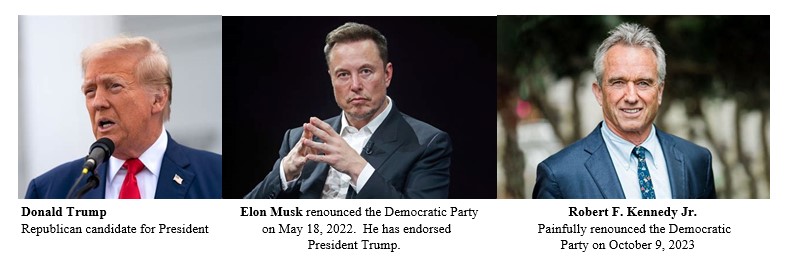 Donald Trump
Republican candidate for President
Elon Musk renounced the Democratic Party
on May 18, 2022.  He has endorsed
President Trump.
Robert F. Kennedy Jr.
Painfully renounced the Democratic
Party on October 9, 2023